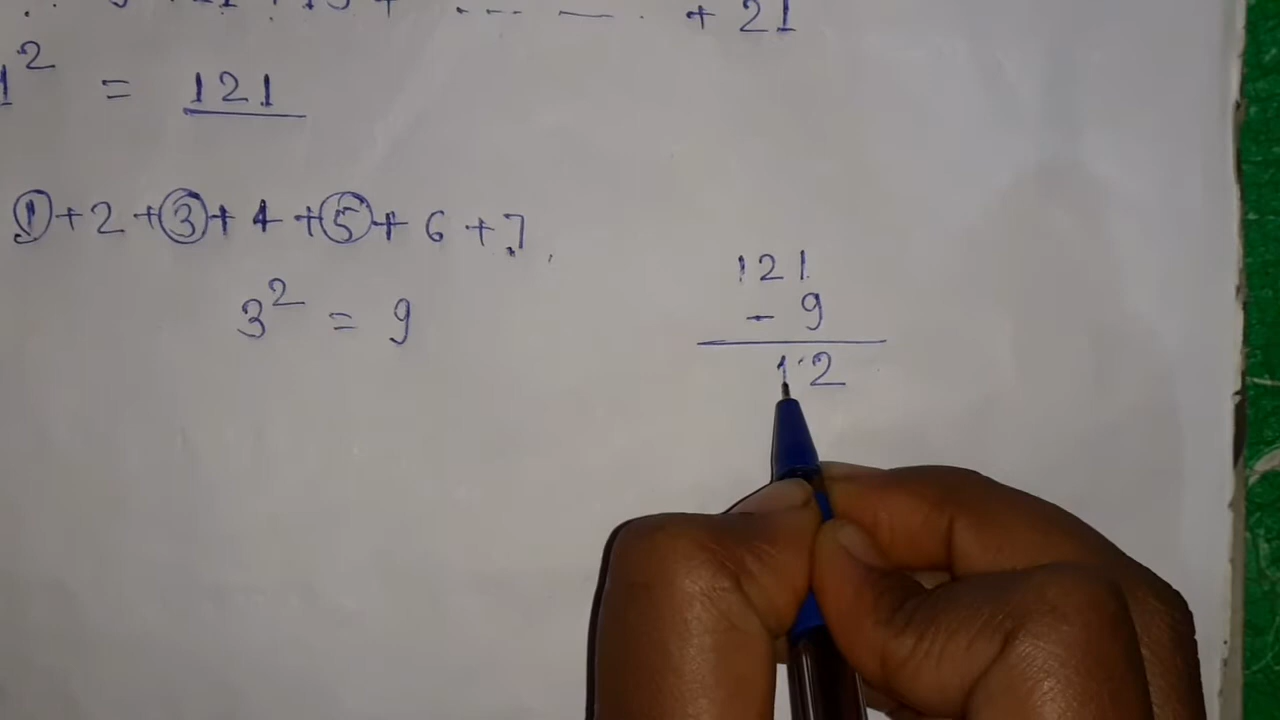 + 21
1² = 121
1 + 2 + 3 + 4 + 5 + 6 + 7
3² = 9
121
- 9
12